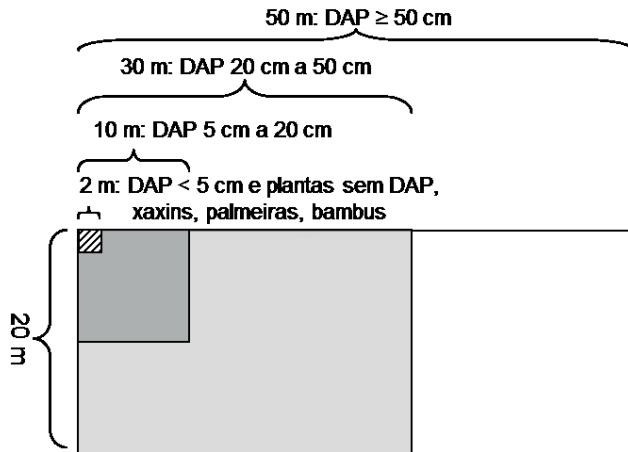 50 m: DAP ≥ 50 cm
30 m: DAP 20 cm a 50 cm
10 m: DAP 5 cm a 20 cm
2 m: DAP < 5 cm e plantas sem DAP,
xaxins, palmeiras, bambus
20 m